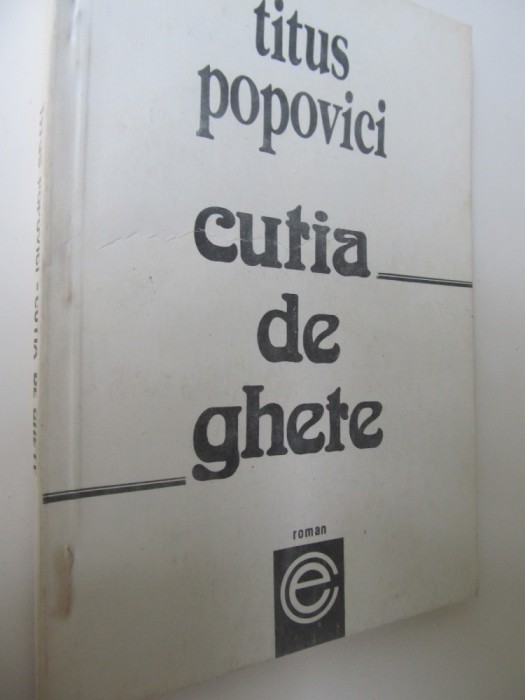 titus
popovici
cutia
de
ghete
roman